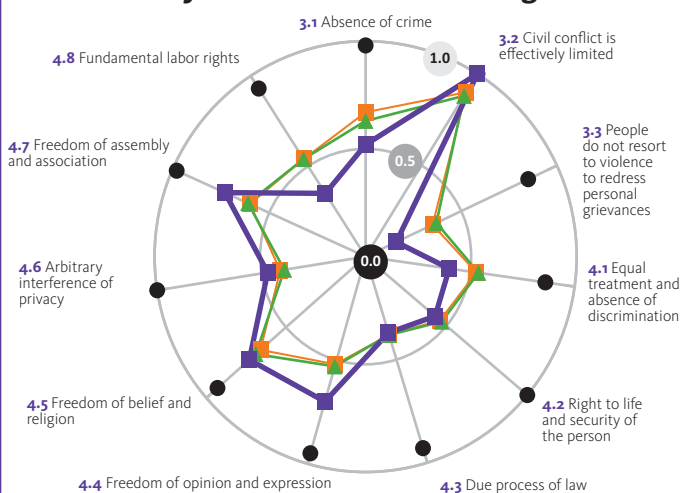 3.1 Absence of crime
1.0
3.2 Civil conflict is
effectively limited
4.8 Fundamental labor rights
3.3 People
do not resort
to violence
to redress
personal
grievances
4.7 Freedom of assembly
and association
0.5
0.0
4.6 Arbitrary
interference of
privacy
4.1 Equal
treatment and
absence of
discrimination
4.5 Freedom of belief and
religion
4.2 Right to life
and security of
the person
4.4 Freedom of opinion and expression
4.3 Due process of law